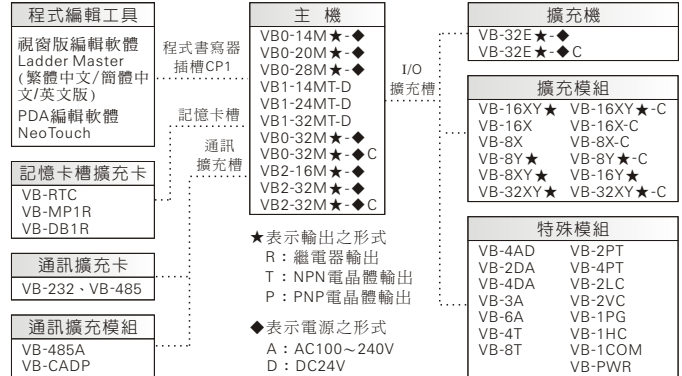 程式編輯工具
視窗版編輯軟體
Ladder Master
(繁體中文/簡體中
文/英文版)
PDA編輯軟體
NeoTouch
程式書寫器
插槽CP1
記憶卡槽
通訊
擴充槽
記憶卡槽擴充卡
VB-RTC
VB-MP1R
VB-DB1R
通訊擴充卡
VB-232、VB-485
通訊擴充模組
VB-485A
VB-CADP
主 機
VB0-14M★-◆
VB0-20M★-◆
VB0-28M★-◆
VB1-14MT-D
VB1-24MT-D
VB1-32MT-D
VB0-32M★-◆
VB0-32M★-◆C
VB2-16M★-◆
VB2-32M★-◆
VB2-32M★-◆C
★表示輸出之形式
R：繼電器輸出
T：NPN電晶體輸出
P：PNP電晶體輸出
◆表示電源之形式
A：AC100～240V
D：DC24V
I/O
擴充槽
擴充機
VB-32E★-◆
VB-32E★-◆C
擴充模組
VB-16XY★ VB-16XY★-C
VB-16X VB-16X-C
VB-8X VB-8X-C
VB-8Y★ VB-8Y★-C
VB-8XY★ VB-16Y★
VB-32XY★ VB-32XY★-C
特殊模組
VB-4AD VB-2PT
VB-2DA VB-4PT
VB-4DA VB-2LC
VB-3A VB-2VC
VB-6A VB-1PG
VB-4T VB-1HC
VB-8T VB-1COM
VB-PWR